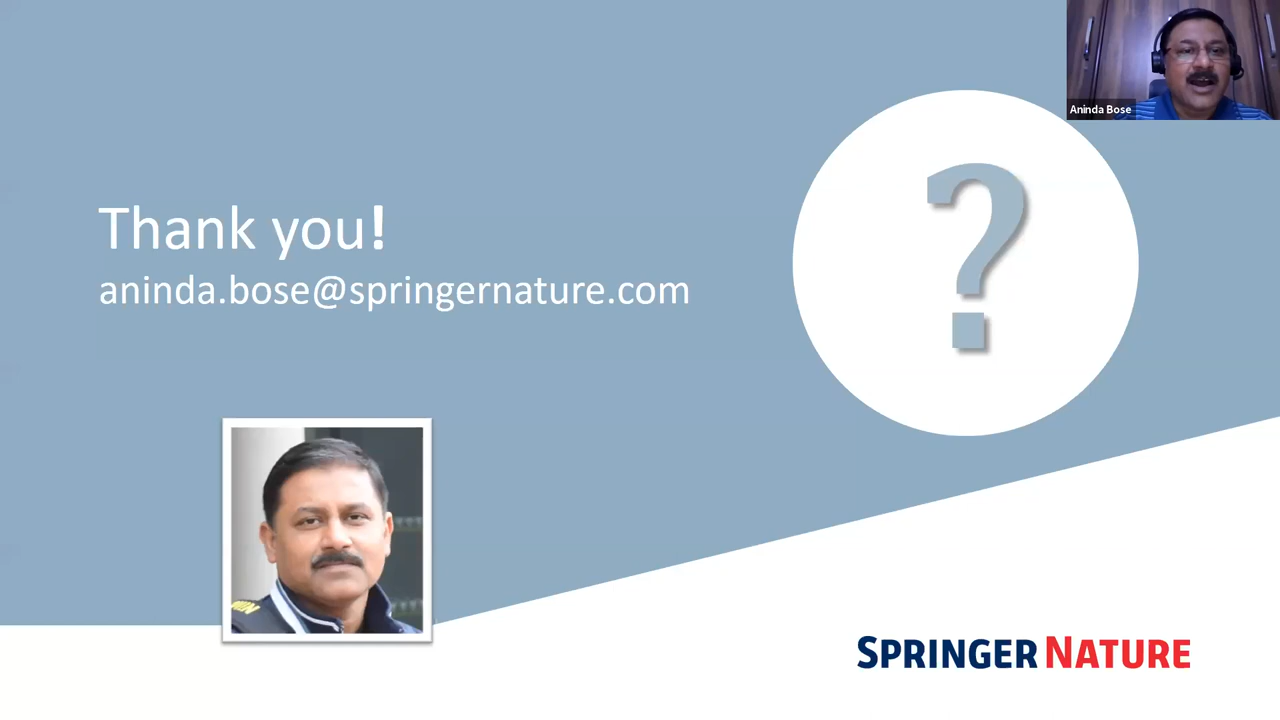 Aninda Bose
?
Thank you!
aninda.bose@springernature.com
SPRINGER NATURE